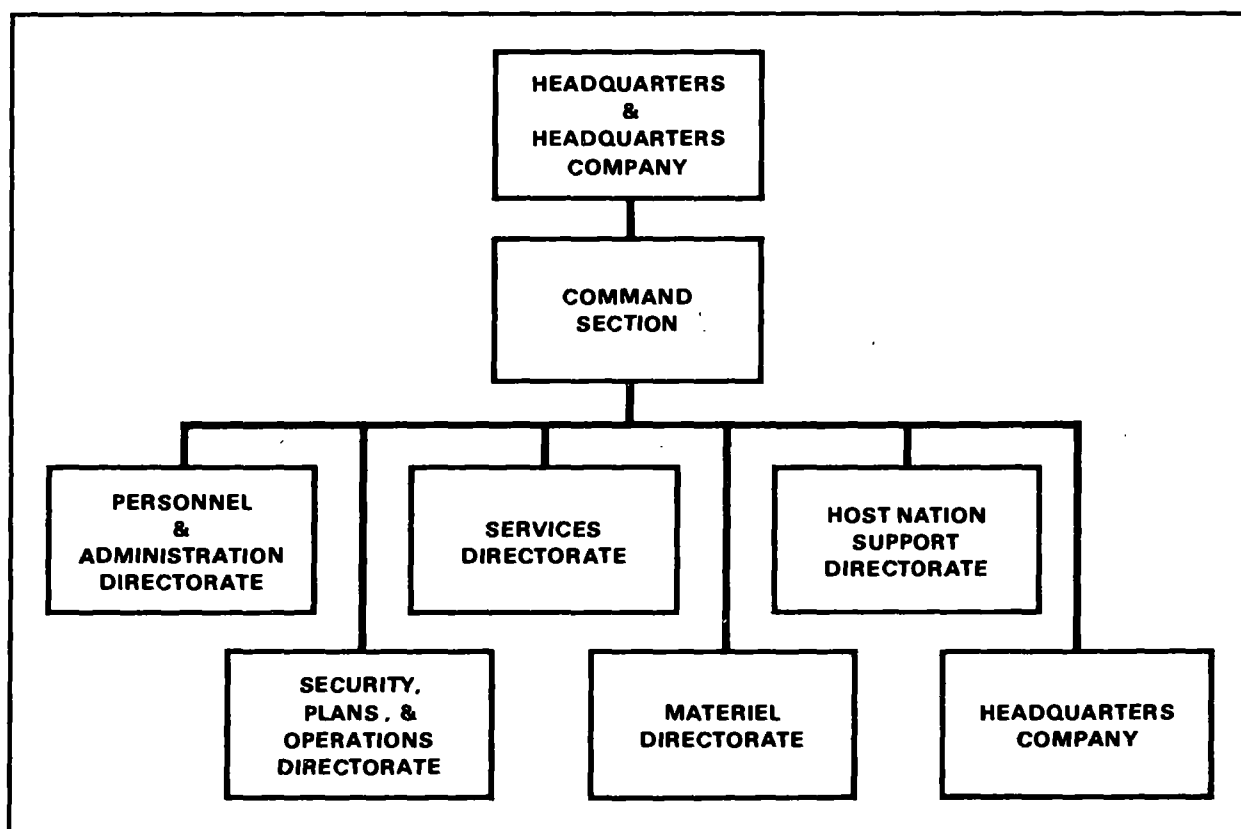 HEADQUARTERS
&
HEADQUARTERS
COMPANY
COMMAND
SECTION
PERSONNEL
&
ADMINISTRATION
DIRECTORATE
SERVICES
DIRECTORATE
HOST NATION
SUPPORT
DIRECTORATE
SECURITY,
PLANS, &
OPERATIONS
DIRECTORATE
MATERIEL
DIRECTORATE
HEADQUARTERS
COMPANY